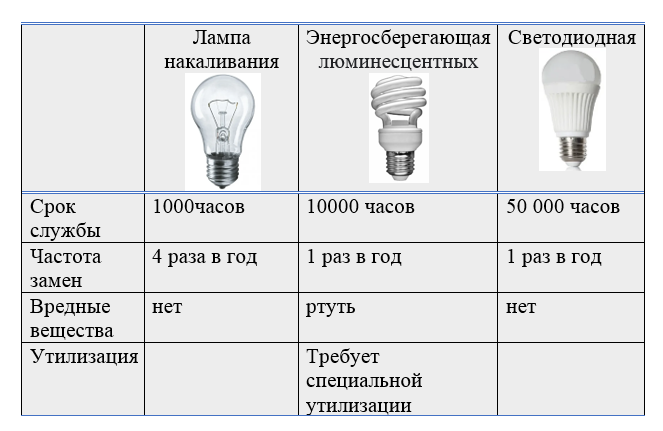 Лампа накаливания
Энергосберегающая люминесцентных
Светодиодная
Срок службы
1000часов
10000 часов
50 000 часов
Частота замен
4 раза в год
1 раз в год
1 раз в год
Вредные вещества
нет
ртуть
нет
Утилизация
Требует специальной утилизации